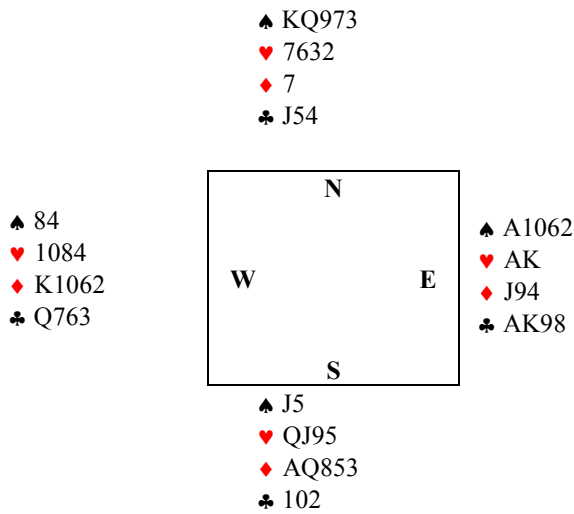 ♠ KQ973
♥ 7632
♦ 7
♣ J54
N
♠ 84
♥ 1084
♦ K1062
♣ Q763
W
E
♠ A1062
♥ AK
♦ J94
♣ AK98
S
♠ J5
♥ QJ95
♦ AQ853
♣ 102